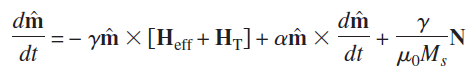 dm̂/dt = − γm̂ × [H_eff + H_T] + αm̂ × dm̂/dt + γ/(μ₀M_s) N